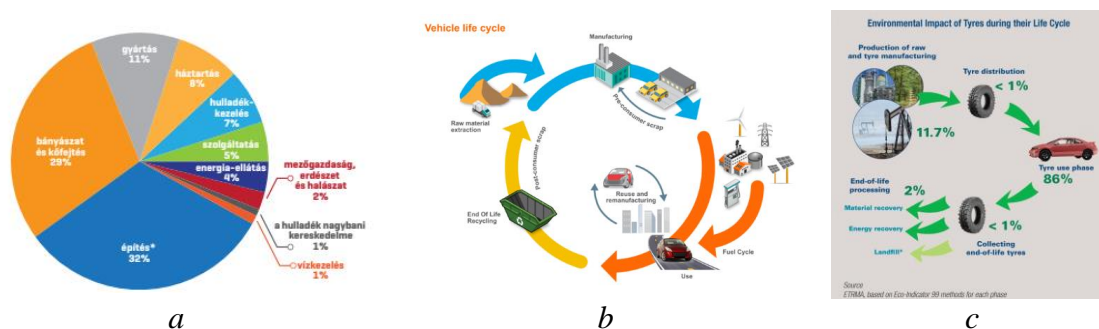 gyártás
11%
háztartás
8%
hulladék-
kezelés
7%
szolgáltatás
5%
energia-ellátás
4%
mezőgazdaság,
erdészet
és halászat
2%
a hulladék nagybani
kereskedelme
1%
vízkezelés
1%
építés*
32%
bányászat
és kőfejtés
29%
a
Vehicle life cycle
Manufacturing
Pre-consumer scrap
Raw material
extraction
Post-consumer scrap
Reuse and
remanufacturing
End Of Life
Recycling
Fuel Cycle
Use
b
Environmental Impact of Tyres during their Life Cycle
Production of raw
and tyre manufacturing
Tyre distribution
< 1%
11.7%
Tyre use phase
86%
End-of-life
processing
2%
Material recovery
Energy recovery
< 1%
Landfill*
Collecting
end-of-life tyres
Source
ETRMA, based on Eco-Indicator 99 methods for each phase
c